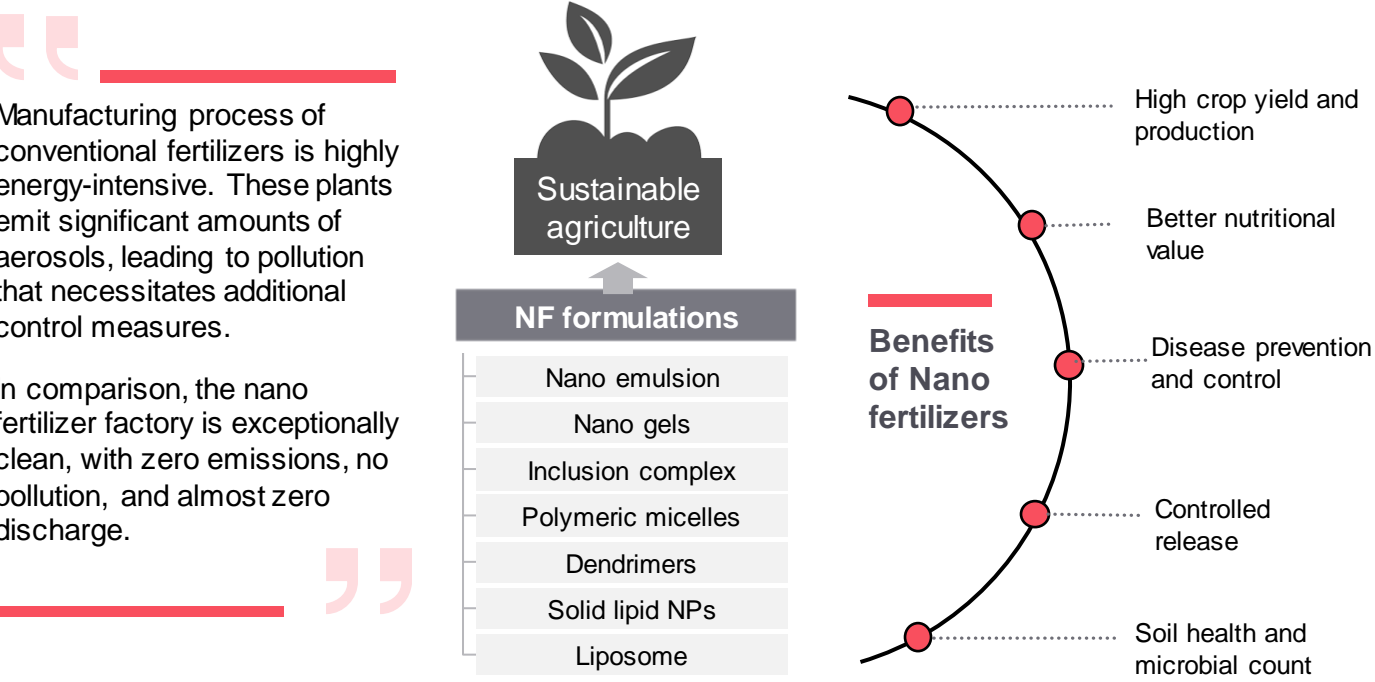 Manufacturing process of
conventional fertilizers is highly
energy-intensive. These plants
emit significant amounts of
aerosols, leading to pollution
that necessitates additional
control measures.
In comparison, the nano
fertilizer factory is exceptionally
clean, with zero emissions, no
pollution, and almost zero
discharge.
Sustainable
agriculture
NF formulations
Nano emulsion
Nano gels
Inclusion complex
Polymeric micelles
Dendrimers
Solid lipid NPs
Liposome
Benefits
of Nano
fertilizers
High crop yield and
production
Better nutritional
value
Disease prevention
and control
Controlled
release
Soil health and
microbial count